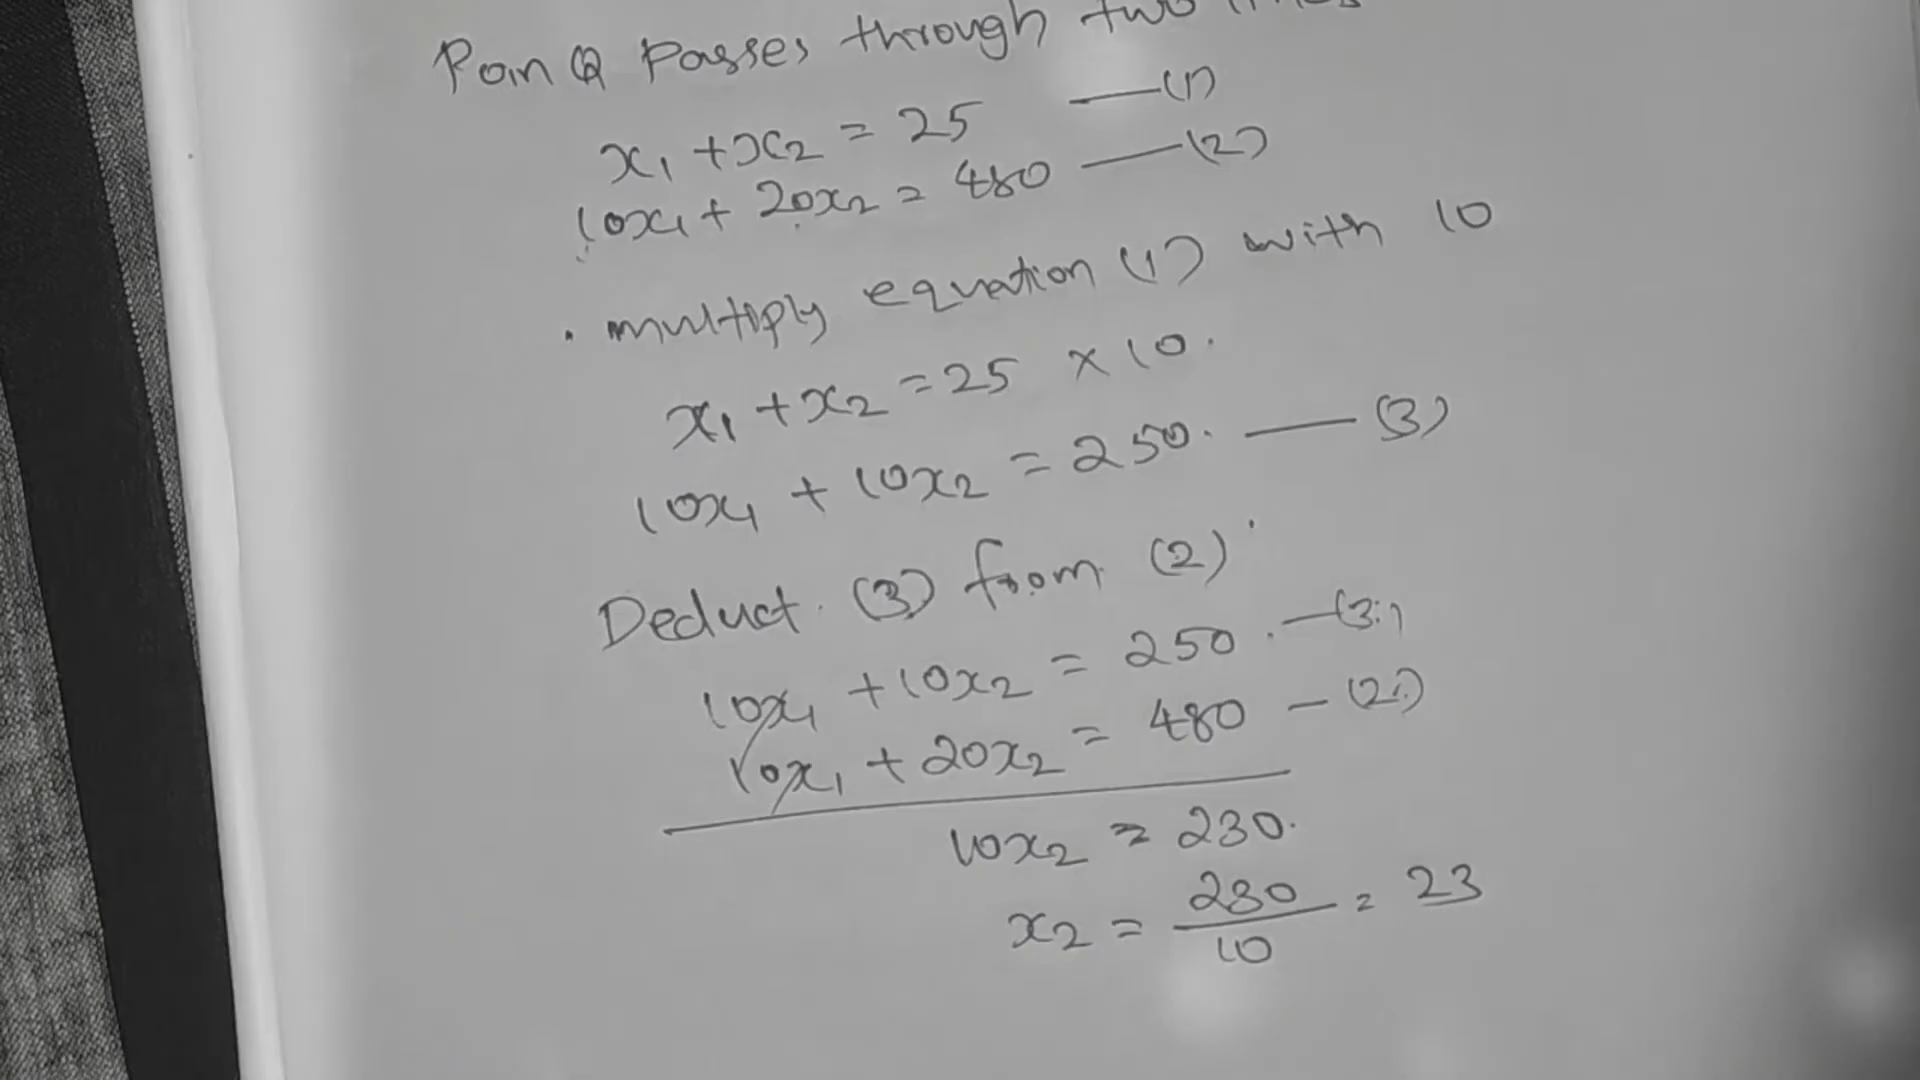 Poin Q Passes through two
x₁ + x₂ = 25 —(1)
10x₁ + 20x₂ = 480 —(2)
. multiply equation (1) with 10
x₁ + x₂ = 25 × 10.
10x₁ + 10x₂ = 250. —(3)
Deduct. (3) from (2)
10x₁ + 10x₂ = 250. —(3)
10x₁ + 20x₂ = 480 —(2)
10x₂ = 230.
x₂ = 230/10 = 23